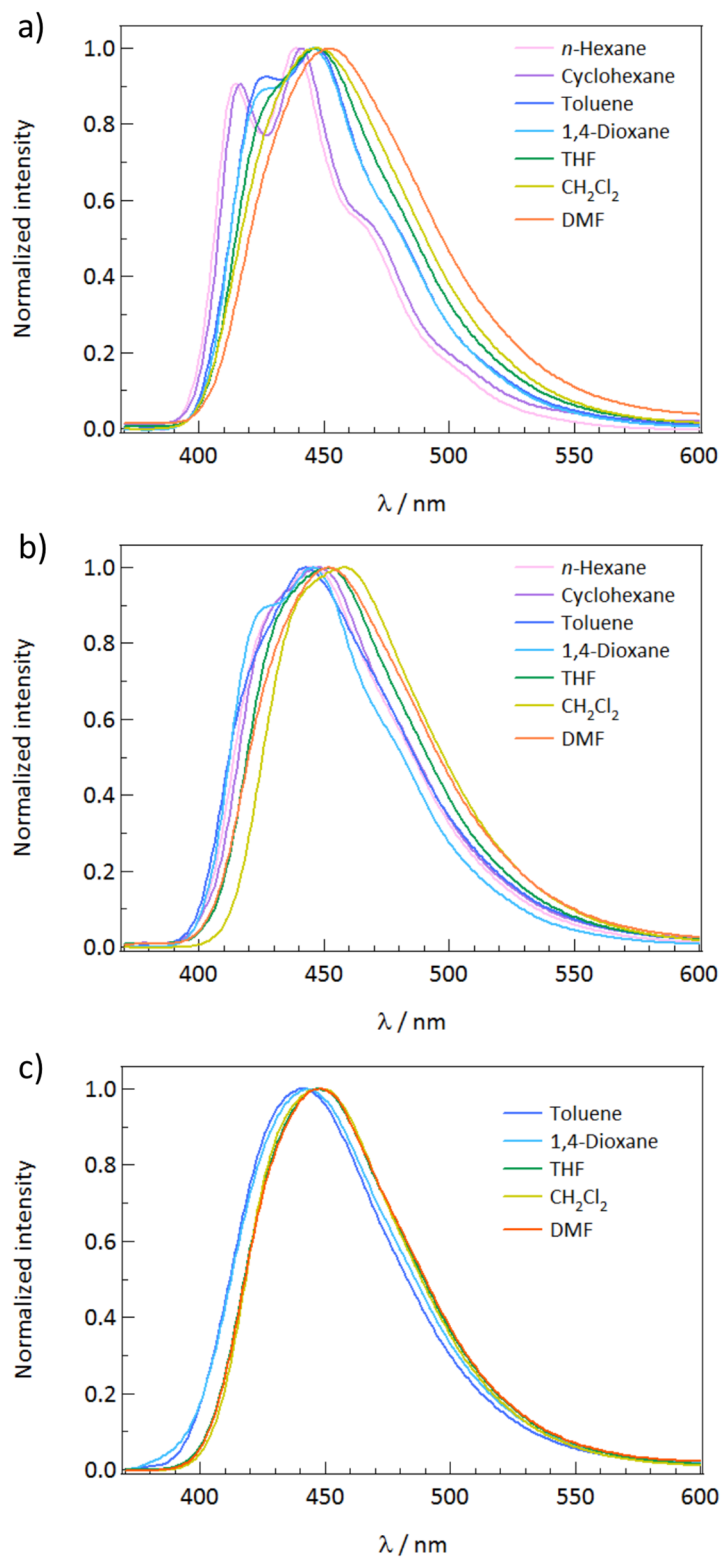 a)
1.0
0.8
0.6
0.4
0.2
0.0
Normalized intensity
n-Hexane
Cyclohexane
Toluene
1,4-Dioxane
THF
CH₂Cl₂
DMF
400 450 500 550 600
λ / nm
b)
1.0
0.8
0.6
0.4
0.2
0.0
Normalized intensity
n-Hexane
Cyclohexane
Toluene
1,4-Dioxane
THF
CH₂Cl₂
DMF
400 450 500 550 600
λ / nm
c)
1.0
0.8
0.6
0.4
0.2
0.0
Normalized intensity
Toluene
1,4-Dioxane
THF
CH₂Cl₂
DMF
400 450 500 550 600
λ / nm